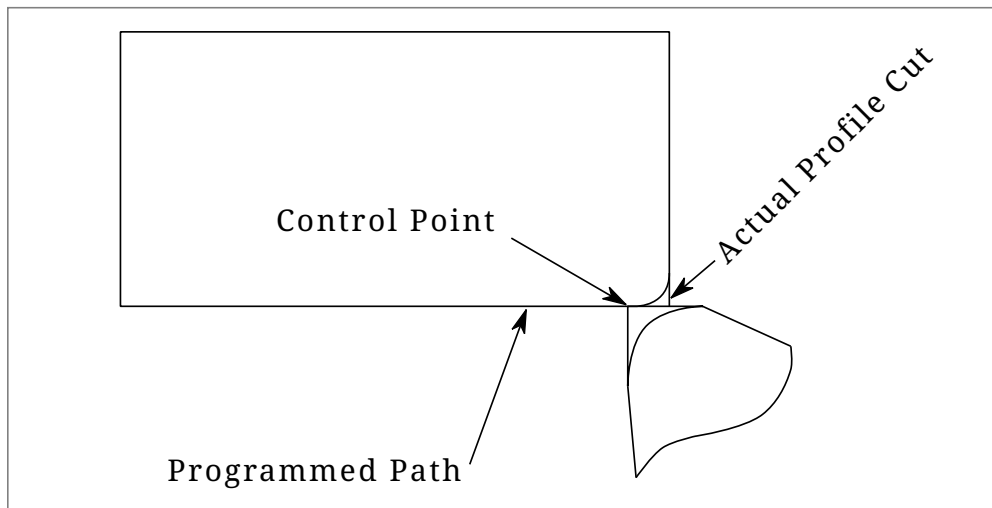 Actual Profile Cut
Control Point
Programmed Path